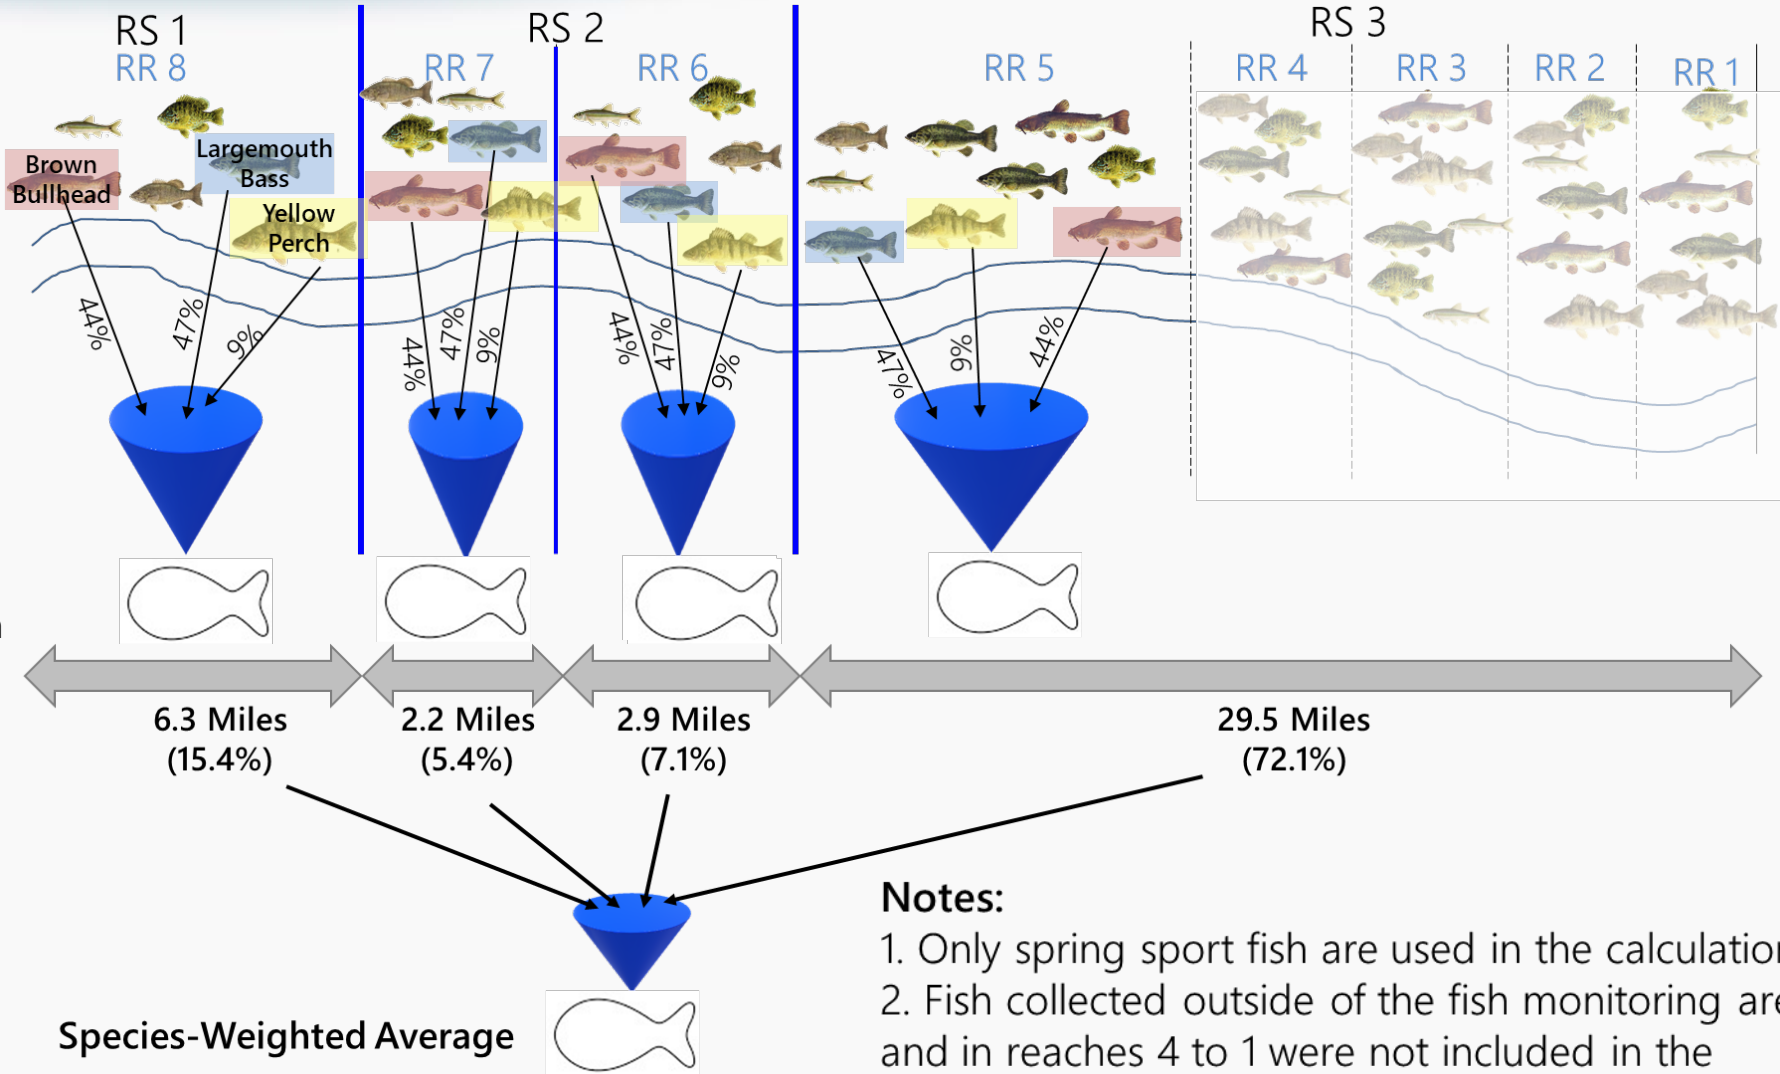 RS 1
RS 2
RS 3
RR 8
RR 7
RR 6
RR 5
RR 4
RR 3
RR 2
RR 1
Brown
Bullhead
Largemouth
Bass
Yellow
Perch
44%
47%
9%
44%
47%
9%
44%
47%
9%
47%
9%
44%
6.3 Miles
(15.4%)
2.2 Miles
(5.4%)
2.9 Miles
(7.1%)
29.5 Miles
(72.1%)
Species-Weighted Average
Notes:
1. Only spring sport fish are used in the calculation
2. Fish collected outside of the fish monitoring are
and in reaches 4 to 1 were not included in the